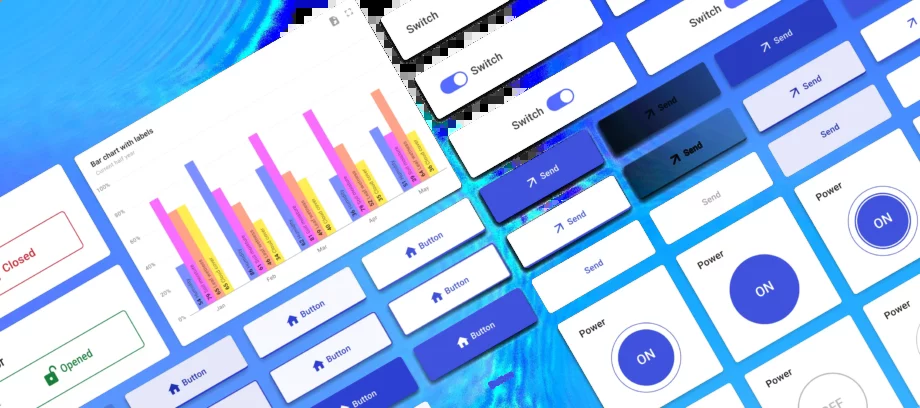 Bar chart with labels
Current half year
100%
80%
60%
40%
20%
0%
Jan
Feb
Mar
Apr
May
Closed
Opened
Switch
Switch
Switch
Switch
Send
Send
Send
Send
Send
Send
Send
Send
Send
Button
Button
Button
Button
Button
Button
Button
Button
Power
ON
Power
ON
Power
ON
Power
Power